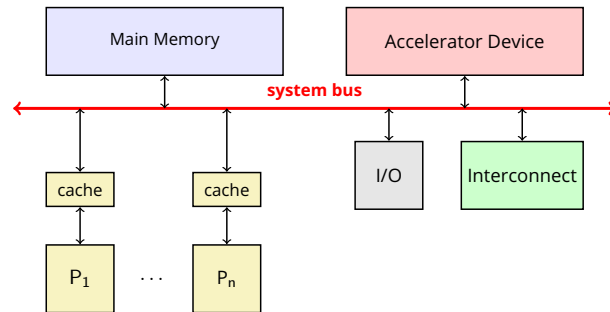 Main Memory
Accelerator Device
system bus
cache
cache
I/O
Interconnect
P₁
...
Pₙ